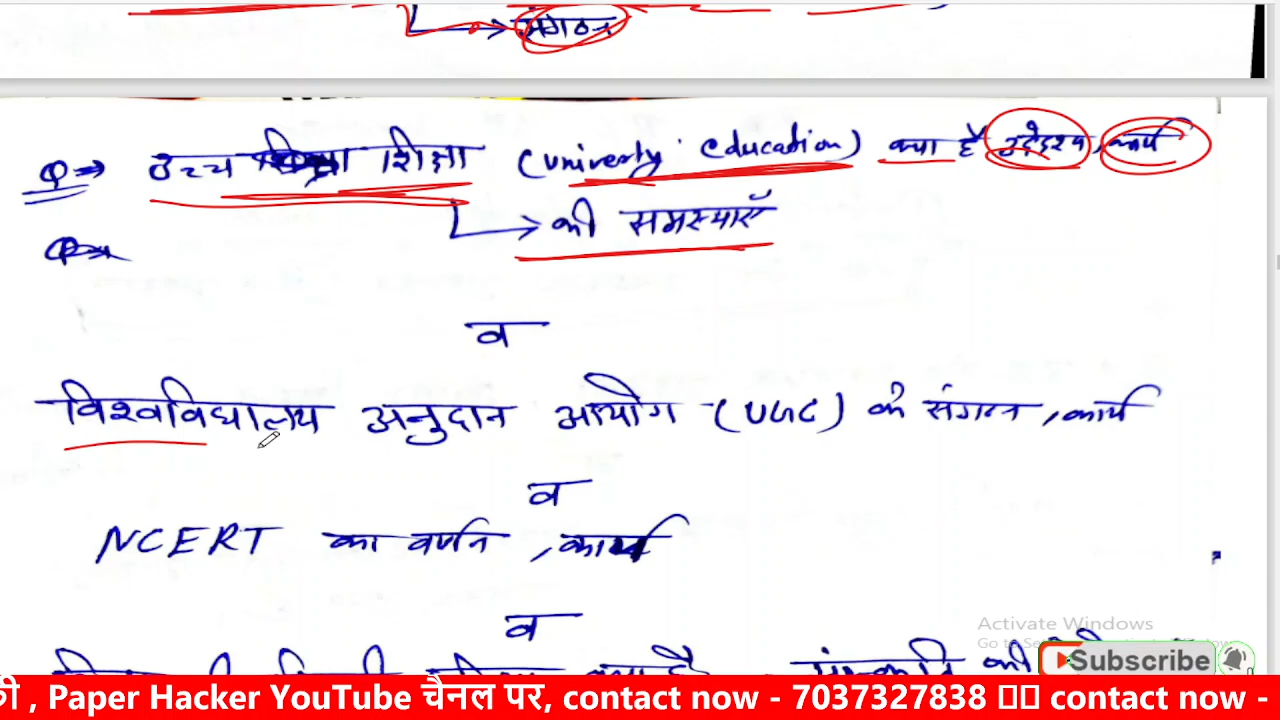 संगठन
Q⇒ उच्च शिक्षा (Univerty Education) क्या है उद्देश्य, कार्य
↳ की समस्याएँ
व
विश्वविद्यालय अनुदान आयोग (UGC) के संगठन, कार्य
व
NCERT का वर्णन, कार्य
व
Activate Windows
Subscribe
की , Paper Hacker YouTube चैनल पर, contact now - 7037327838 contact now -